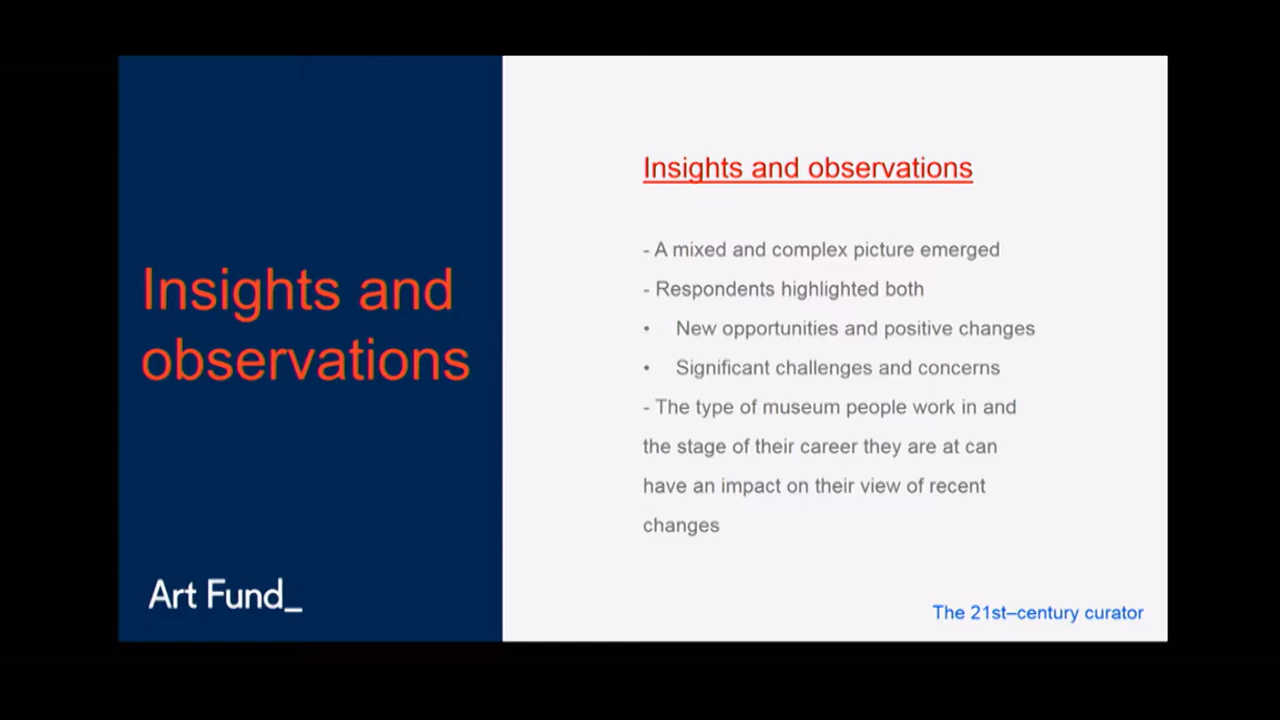 Insights and
observations
Art Fund_
Insights and observations
- A mixed and complex picture emerged
- Respondents highlighted both
• New opportunities and positive changes
• Significant challenges and concerns
- The type of museum people work in and
the stage of their career they are at can
have an impact on their view of recent
changes
The 21st–century curator